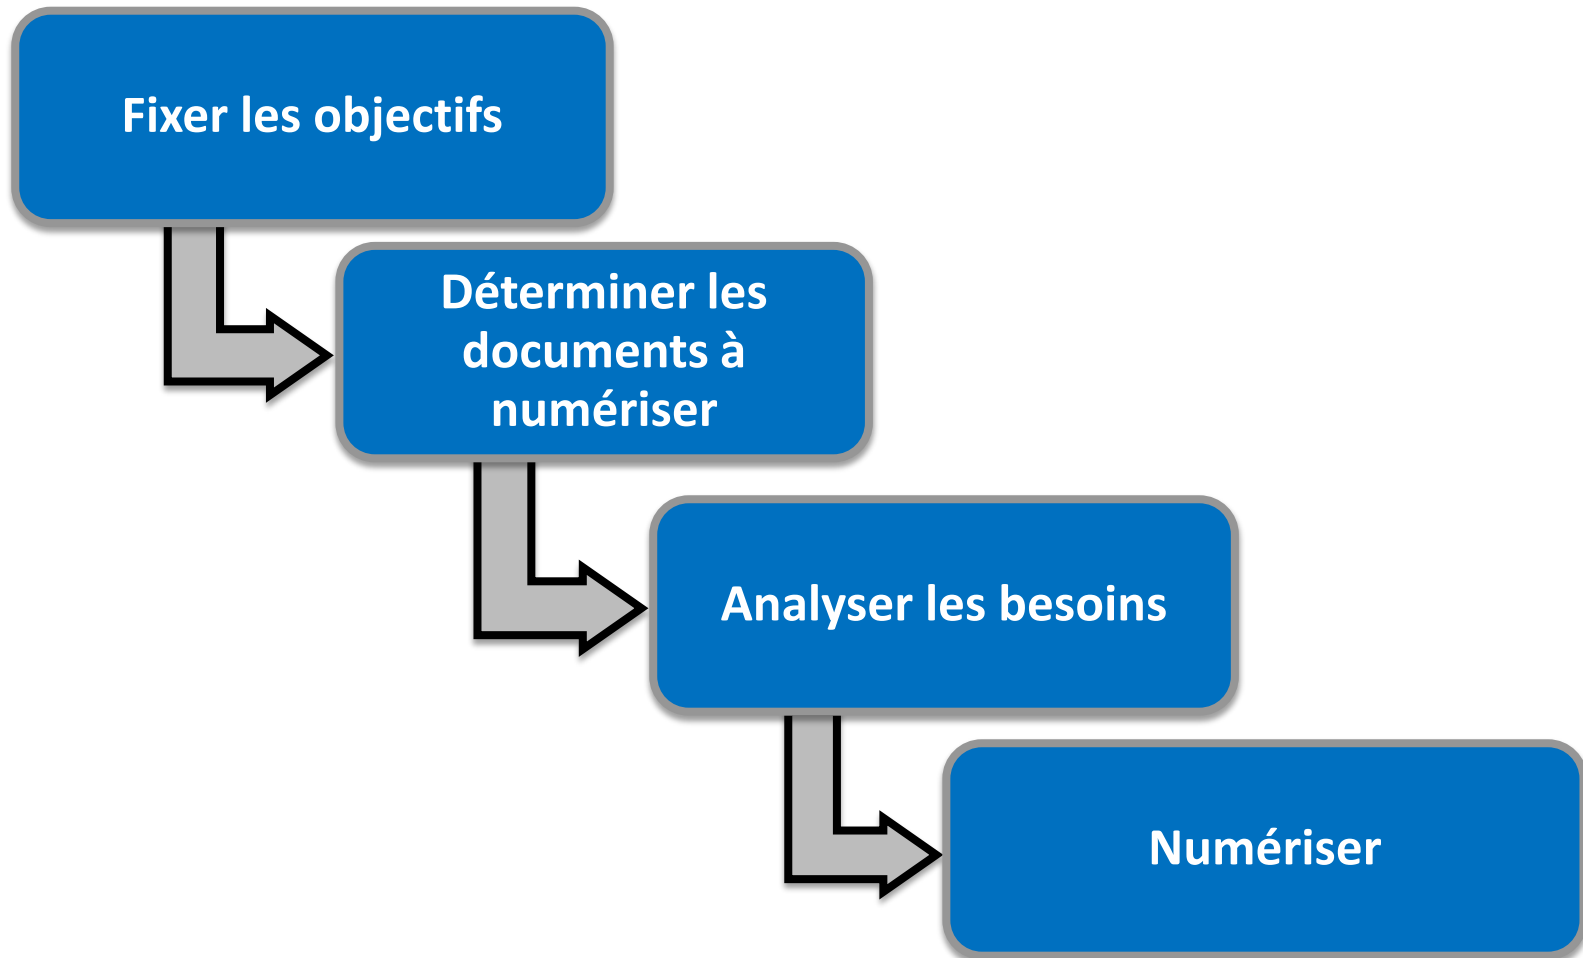 Fixer les objectifs
Déterminer les
documents à
numériser
Analyser les besoins
Numériser